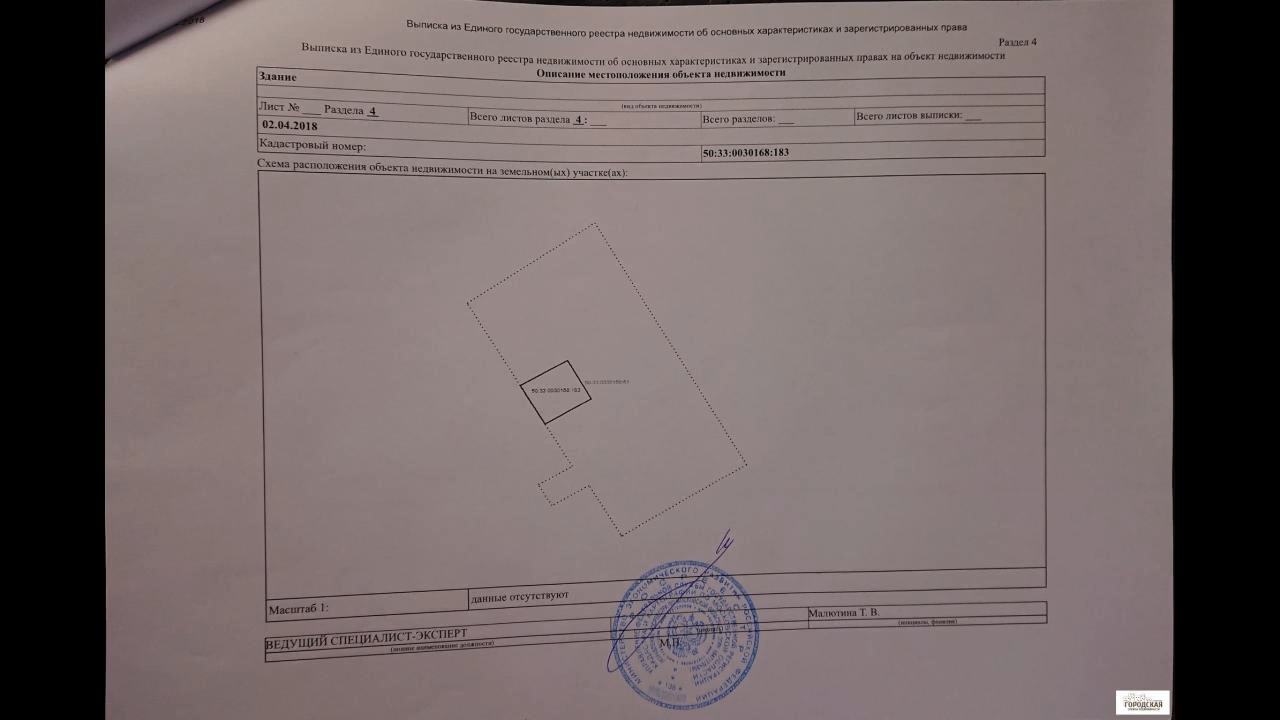 Выписка из Единого государственного реестра недвижимости об основных характеристиках и зарегистрированных права
Раздел 4
Выписка из Единого государственного реестра недвижимости об основных характеристиках и зарегистрированных правах на объект недвижимости
Описание местоположения объекта недвижимости
Здание
(вид объекта недвижимости)
Лист № ___ Раздела 4 Всего листов раздела 4 : ___ Всего разделов: ___ Всего листов выписки: ___
02.04.2018
Кадастровый номер: 50:33:0030168:183
Схема расположения объекта недвижимости на земельном(ых) участке(ах):
50:33:0030168:183
Масштаб 1: данные отсутствуют
ВЕДУЩИЙ СПЕЦИАЛИСТ-ЭКСПЕРТ Малютина Т. В.
(полное наименование должности) (инициалы, фамилия)
М.П.
ГОРОДСКАЯ